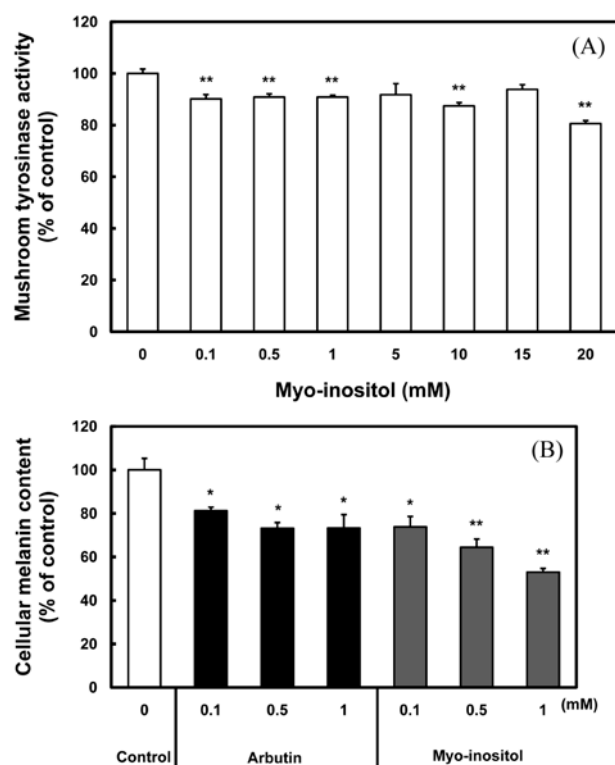 (A)
Mushroom tyrosinase activity
(% of control)
120
100
80
60
40
20
0
** ** ** ** **
0 0.1 0.5 1 5 10 15 20
Myo-inositol (mM)
(B)
Cellular melanin content
(% of control)
120
100
80
60
40
20
0
* * * * ** **
0 0.1 0.5 1 0.1 0.5 1 (mM)
Control Arbutin Myo-inositol